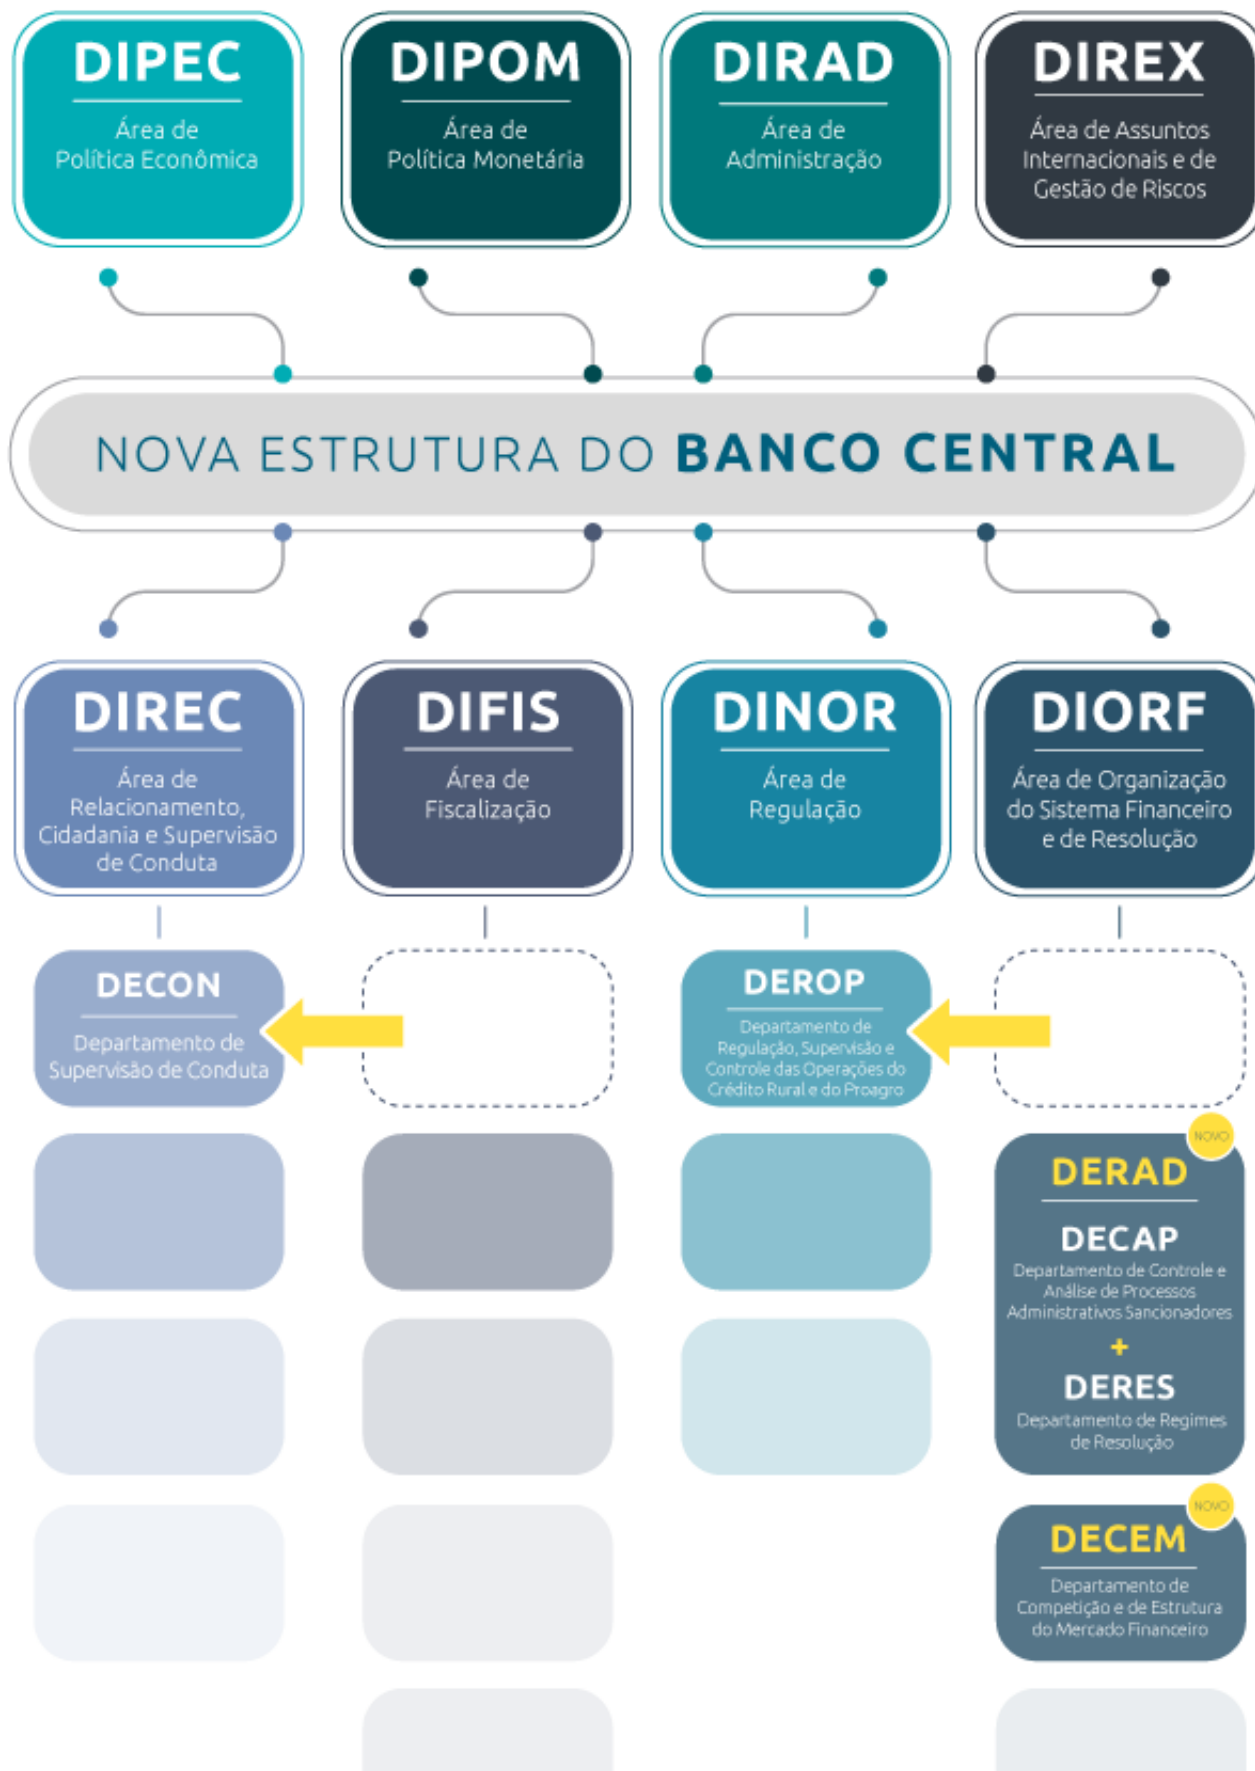 DIPEC
Área de
Política Econômica
DIPOM
Área de
Política Monetária
DIRAD
Área de
Administração
DIREX
Área de Assuntos
Internacionais e de
Gestão de Riscos
NOVA ESTRUTURA DO BANCO CENTRAL
DIREC
Área de
Relacionamento,
Cidadania e Supervisão
de Conduta
DIFIS
Área de
Fiscalização
DINOR
Área de
Regulação
DIORF
Área de Organização
do Sistema Financeiro
e de Resolução
DECON
Departamento de
Supervisão de Conduta
DEROP
Departamento de
Regulação, Supervisão e
Controle das Operações do
Crédito Rural e do Proagro
NOVO
DERAD
DECAP
Departamento de Controle e
Análise de Processos
Administrativos Sancionadores
+
DERES
Departamento de Regimes
de Resolução
NOVO
DECEM
Departamento de
Competição e de Estrutura
do Mercado Financeiro